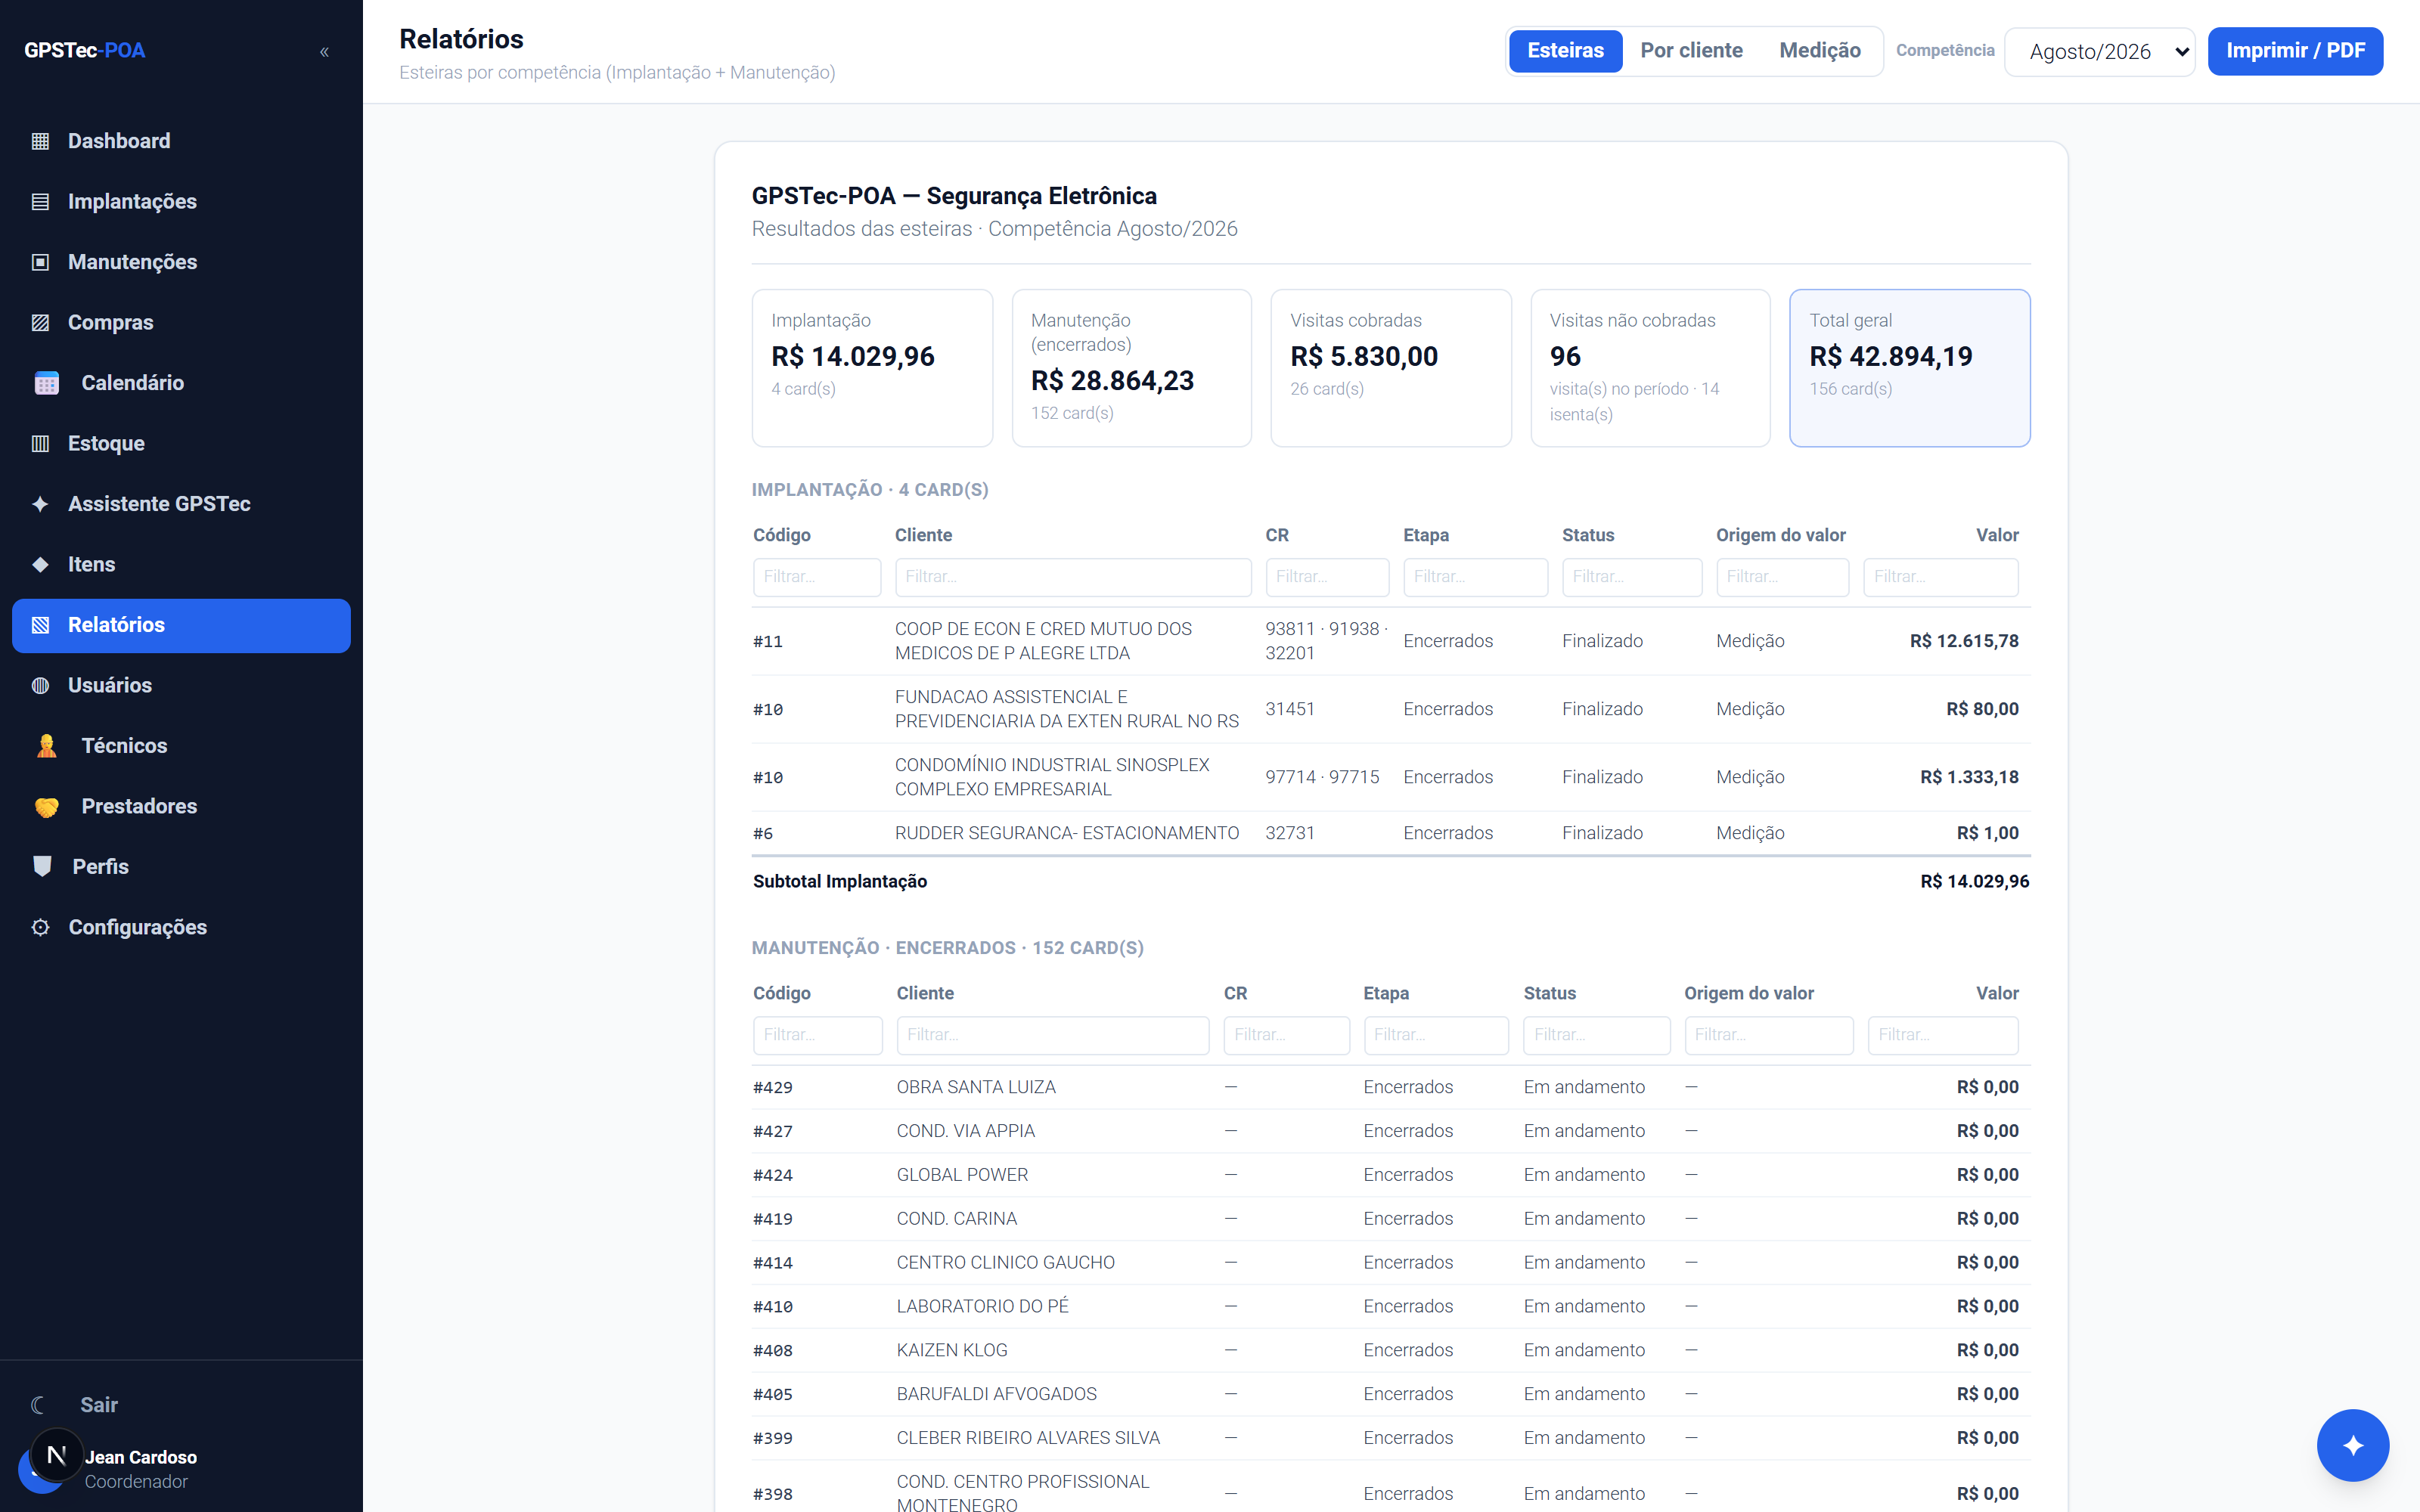 GPSTec-POA
«
Dashboard
Implantações
Manutenções
Compras
Calendário
Estoque
Assistente GPSTec
Itens
Relatórios
Usuários
Técnicos
Prestadores
Perfis
Configurações
Sair
N
Jean Cardoso
Coordenador
Relatórios
Esteiras por competência (Implantação + Manutenção)
Esteiras Por cliente Medição Competência Agosto/2026 Imprimir / PDF
GPSTec-POA — Segurança Eletrônica
Resultados das esteiras · Competência Agosto/2026
Implantação
R$ 14.029,96
4 card(s)
Manutenção
(encerrados)
R$ 28.864,23
152 card(s)
Visitas cobradas
R$ 5.830,00
26 card(s)
Visitas não cobradas
96
visita(s) no período · 14
isenta(s)
Total geral
R$ 42.894,19
156 card(s)
IMPLANTAÇÃO · 4 CARD(S)
Código Cliente CR Etapa Status Origem do valor Valor
Filtrar... Filtrar... Filtrar... Filtrar... Filtrar... Filtrar... Filtrar...
#11 COOP DE ECON E CRED MUTUO DOS MEDICOS DE P ALEGRE LTDA 93811 · 91938 · 32201 Encerrados Finalizado Medição R$ 12.615,78
#10 FUNDACAO ASSISTENCIAL E PREVIDENCIARIA DA EXTEN RURAL NO RS 31451 Encerrados Finalizado Medição R$ 80,00
#10 CONDOMÍNIO INDUSTRIAL SINOSPLEX COMPLEXO EMPRESARIAL 97714 · 97715 Encerrados Finalizado Medição R$ 1.333,18
#6 RUDDER SEGURANCA- ESTACIONAMENTO 32731 Encerrados Finalizado Medição R$ 1,00
Subtotal Implantação R$ 14.029,96
MANUTENÇÃO · ENCERRADOS · 152 CARD(S)
Código Cliente CR Etapa Status Origem do valor Valor
Filtrar... Filtrar... Filtrar... Filtrar... Filtrar... Filtrar... Filtrar...
#429 OBRA SANTA LUIZA — Encerrados Em andamento — R$ 0,00
#427 COND. VIA APPIA — Encerrados Em andamento — R$ 0,00
#424 GLOBAL POWER — Encerrados Em andamento — R$ 0,00
#419 COND. CARINA — Encerrados Em andamento — R$ 0,00
#414 CENTRO CLINICO GAUCHO — Encerrados Em andamento — R$ 0,00
#410 LABORATORIO DO PÉ — Encerrados Em andamento — R$ 0,00
#408 KAIZEN KLOG — Encerrados Em andamento — R$ 0,00
#405 BARUFALDI AFVOGADOS — Encerrados Em andamento — R$ 0,00
#399 CLEBER RIBEIRO ALVARES SILVA — Encerrados Em andamento — R$ 0,00
#398 COND. CENTRO PROFISSIONAL MONTENEGRO — Encerrados Em andamento — R$ 0,00